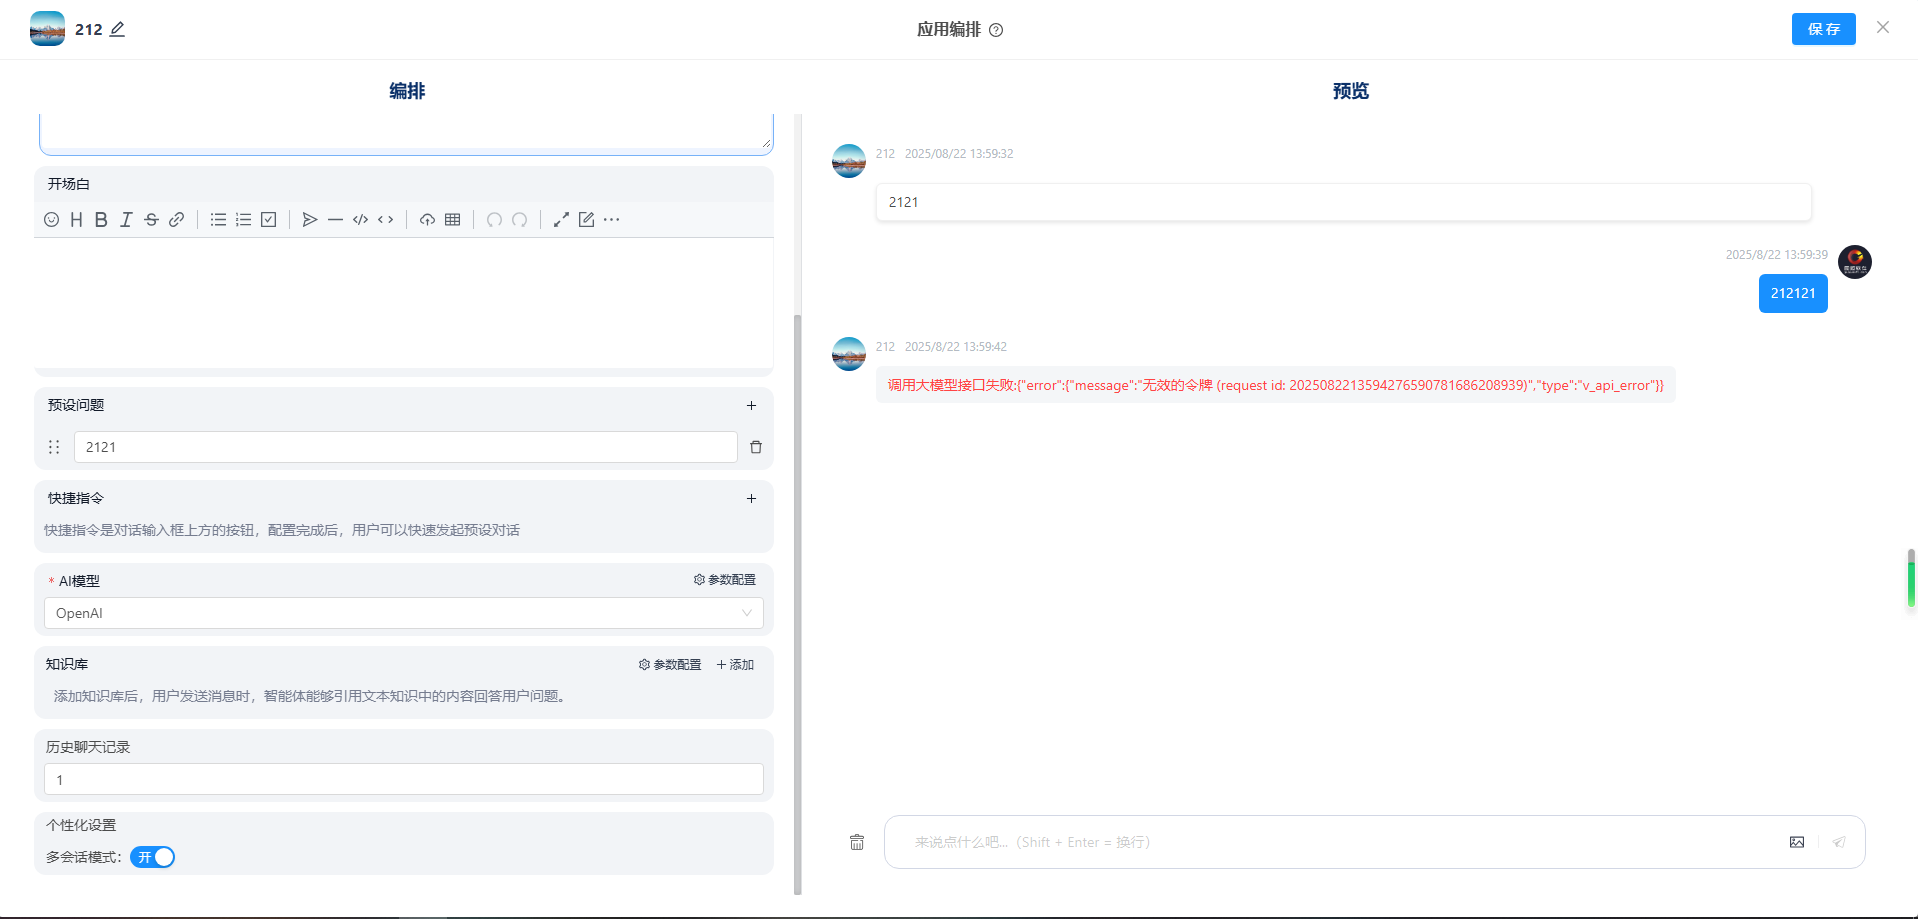 212
应用编排
保 存
编排
预览
开场白
预设问题
2121
快捷指令
快捷指令是对话输入框上方的按钮，配置完成后，用户可以快速发起预设对话
* AI模型
参数配置
OpenAI
知识库
参数配置
添加
添加知识库后，用户发送消息时，智能体能够引用文本知识中的内容回答用户问题。
历史聊天记录
1
个性化设置
多会话模式：
开
212 2025/08/22 13:59:32
2121
2025/8/22 13:59:39
212121
212 2025/8/22 13:59:42
调用大模型接口失败:{"error":{"message":"无效的令牌 (request id: 2025082213594276590781686208939)","type":"v_api_error"}}
来说点什么吧...（Shift + Enter = 换行）